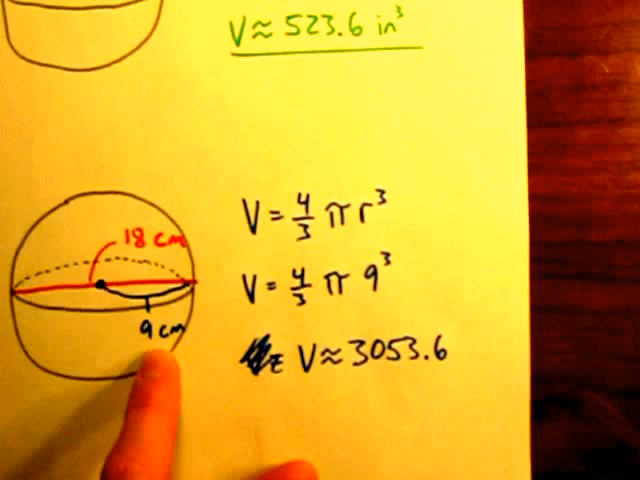 V ≈ 523.6 in³
18 cm
9 cm
V = 4/3 π r³
V = 4/3 π 9³
V ≈ 3053.6